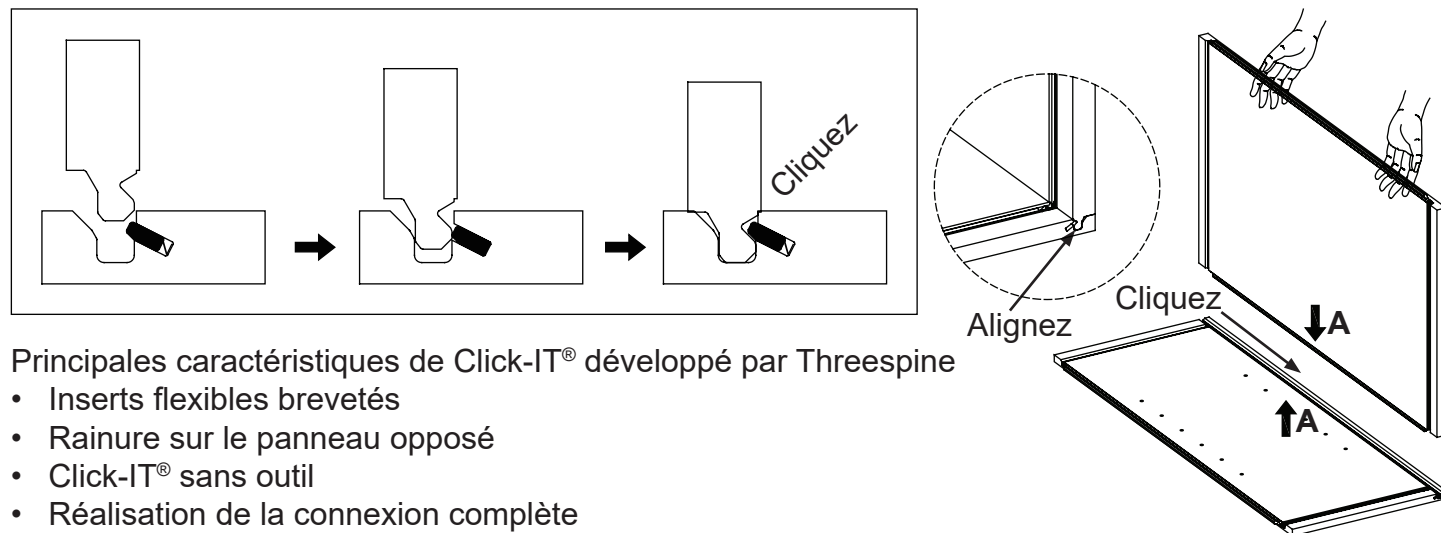 Cliquez
Alignez
Cliquez
A
A
Principales caractéristiques de Click-IT® développé par Threespine
• Inserts flexibles brevetés
• Rainure sur le panneau opposé
• Click-IT® sans outil
• Réalisation de la connexion complète